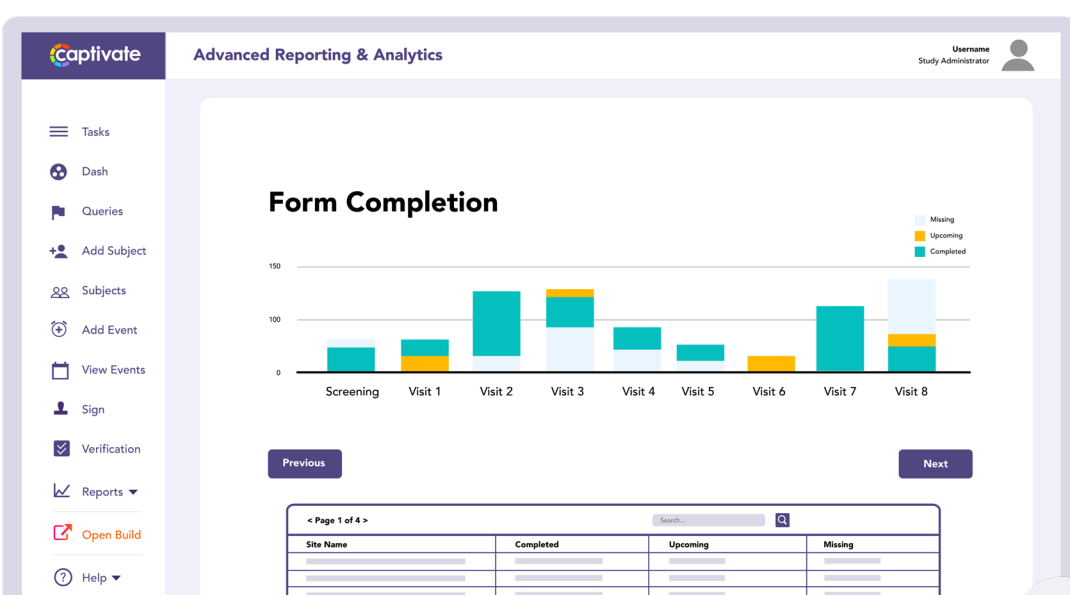 captivate
Advanced Reporting & Analytics
Username
Study Administrator
Tasks
Dash
Queries
Add Subject
Subjects
Add Event
View Events
Sign
Verification
Reports
Open Build
Help
Form Completion
Missing
Upcoming
Completed
150
100
0
Screening Visit 1 Visit 2 Visit 3 Visit 4 Visit 5 Visit 6 Visit 7 Visit 8
Previous
Next
< Page 1 of 4 >
Search...
Site Name Completed Upcoming Missing